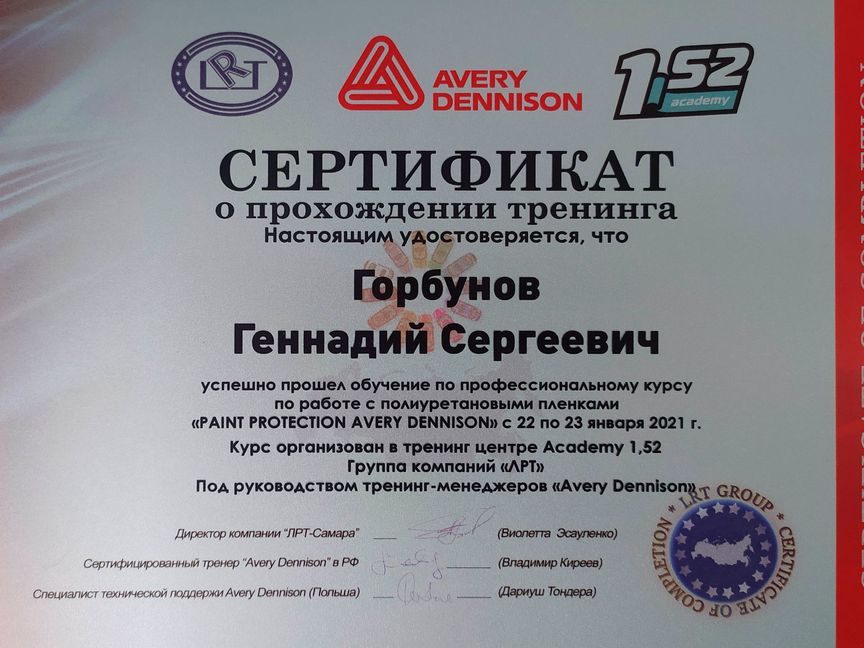 LRT
AVERY
DENNISON
1,52
academy
СЕРТИФИКАТ
о прохождении тренинга
Настоящим удостоверяется, что
Горбунов
Геннадий Сергеевич
успешно прошел обучение по профессиональному курсу
по работе с полиуретановыми пленками
«PAINT PROTECTION AVERY DENNISON» с 22 по 23 января 2021 г.
Курс организован в тренинг центре Academy 1,52
Группа компаний «ЛРТ»
Под руководством тренинг-менеджеров «Avery Dennison»
Директор компании "ЛРТ-Самара" (Виолетта Эсауленко)
Сертифицированный тренер "Avery Dennison" в РФ (Владимир Киреев)
Специалист технической поддержки Avery Dennison (Польша) (Дариуш Тондера)
* LRT GROUP * CERTIFICATE OF COMPLETION